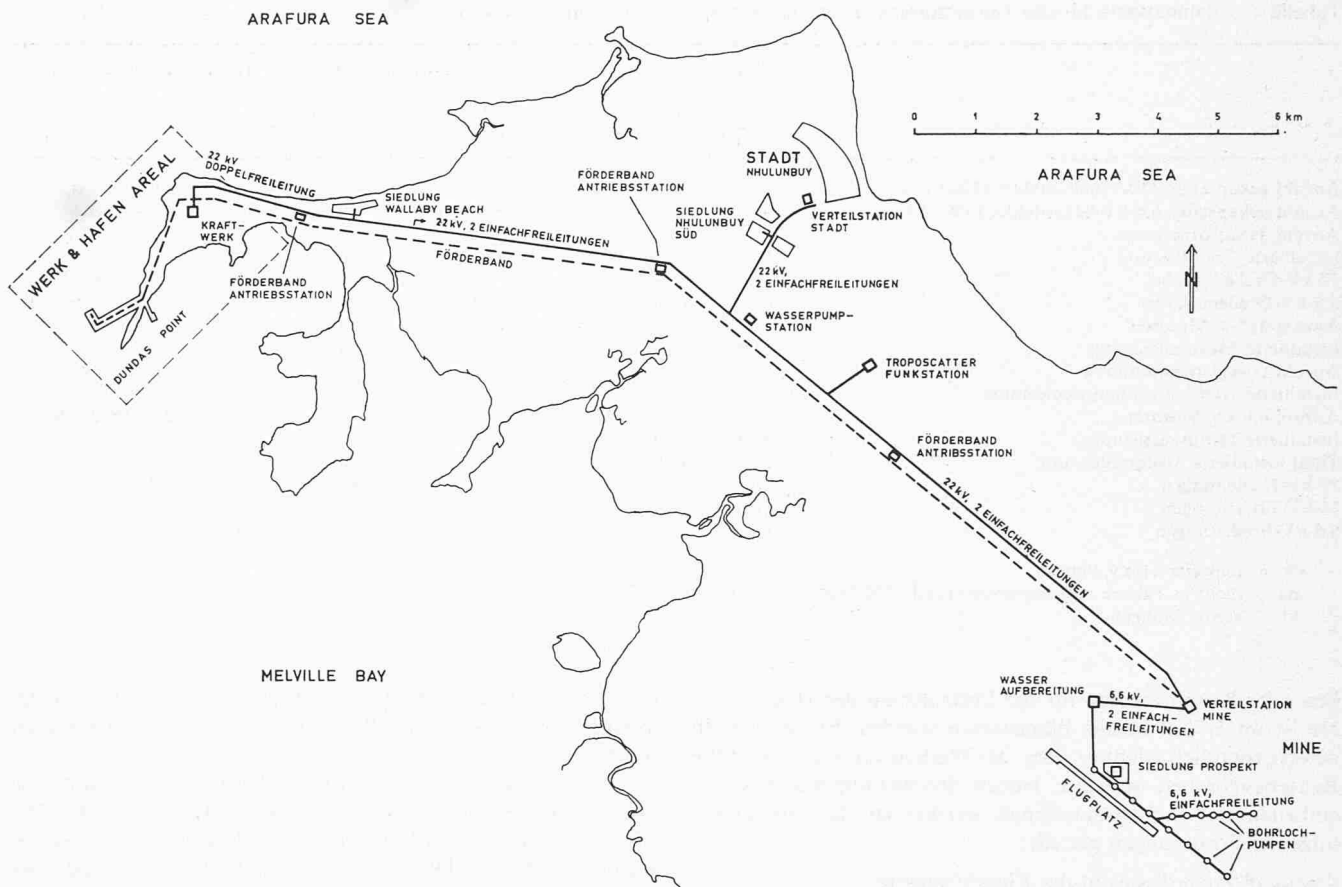 ARAFURA SEA
0 1 2 3 4 5 6 km
ARAFURA SEA
N
WERK & HAFEN AREAL
22 kV
DOPPELFREILEITUNG
KRAFT-
WERK
FÖRDERBAND
ANTRIEBSSTATION
DUNDAS POINT
SIEDLUNG
WALLABY BEACH
22 kV, 2 EINFACHFREILEITUNGEN
FÖRDERBAND
FÖRDERBAND
ANTRIEBSSTATION
STADT
NHULUNBUY
SIEDLUNG
NHULUNBUY
SÜD
VERTEILSTATION
STADT
22 kV,
2 EINFACHFREILEITUNGEN
WASSERPUMP-
STATION
TROPOSCATTER
FUNKSTATION
FÖRDERBAND
ANTRIBSSTATION
22 kV, 2 EINFACHFREILEITUNGEN
MELVILLE BAY
WASSER
AUFBEREITUNG
6,6 kV,
2 EINFACH-
FREILEITUNGEN
VERTEILSTATION
MINE
MINE
SIEDLUNG PROSPEKT
FLUGPLATZ
6,6 kV,
EINFACHFREILEITUNG
BOHRLOCH-
PUMPEN